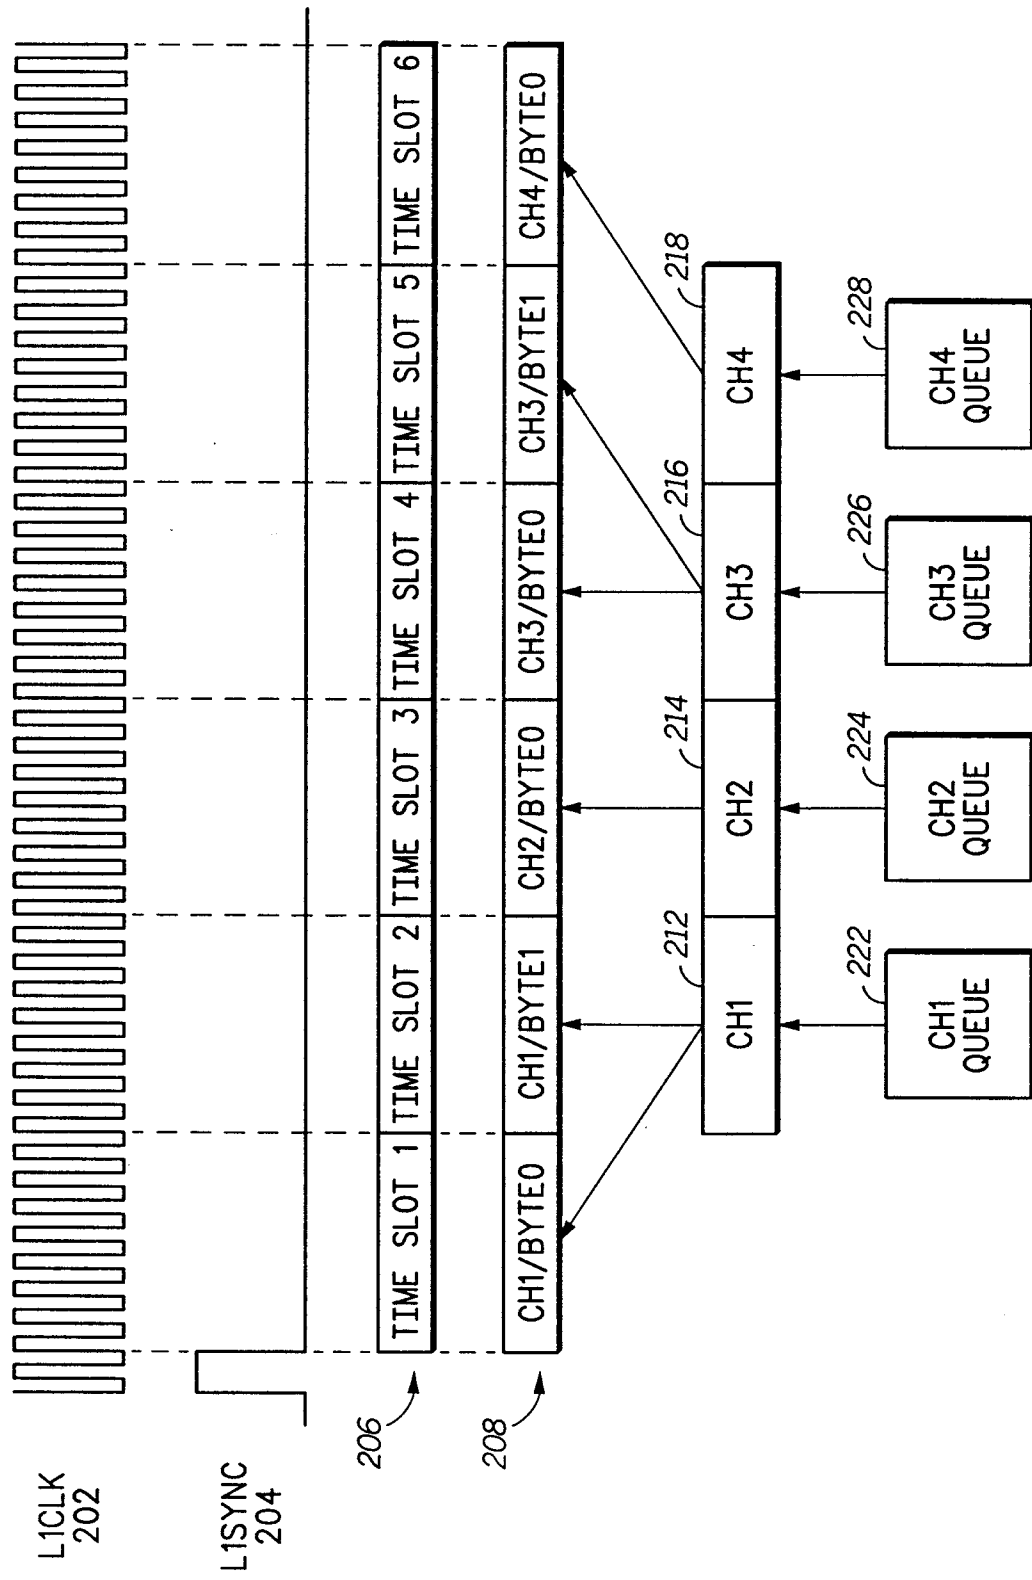 L1CLK
202
L1SYNC
204
206
TIME SLOT 1
TIME SLOT 2
TIME SLOT 3
TIME SLOT 4
TIME SLOT 5
TIME SLOT 6
208
CH1/BYTE0
CH1/BYTE1
CH2/BYTE0
CH3/BYTE0
CH3/BYTE1
CH4/BYTE0
212
214
216
218
CH1
CH2
CH3
CH4
222
224
226
228
CH1
QUEUE
CH2
QUEUE
CH3
QUEUE
CH4
QUEUE